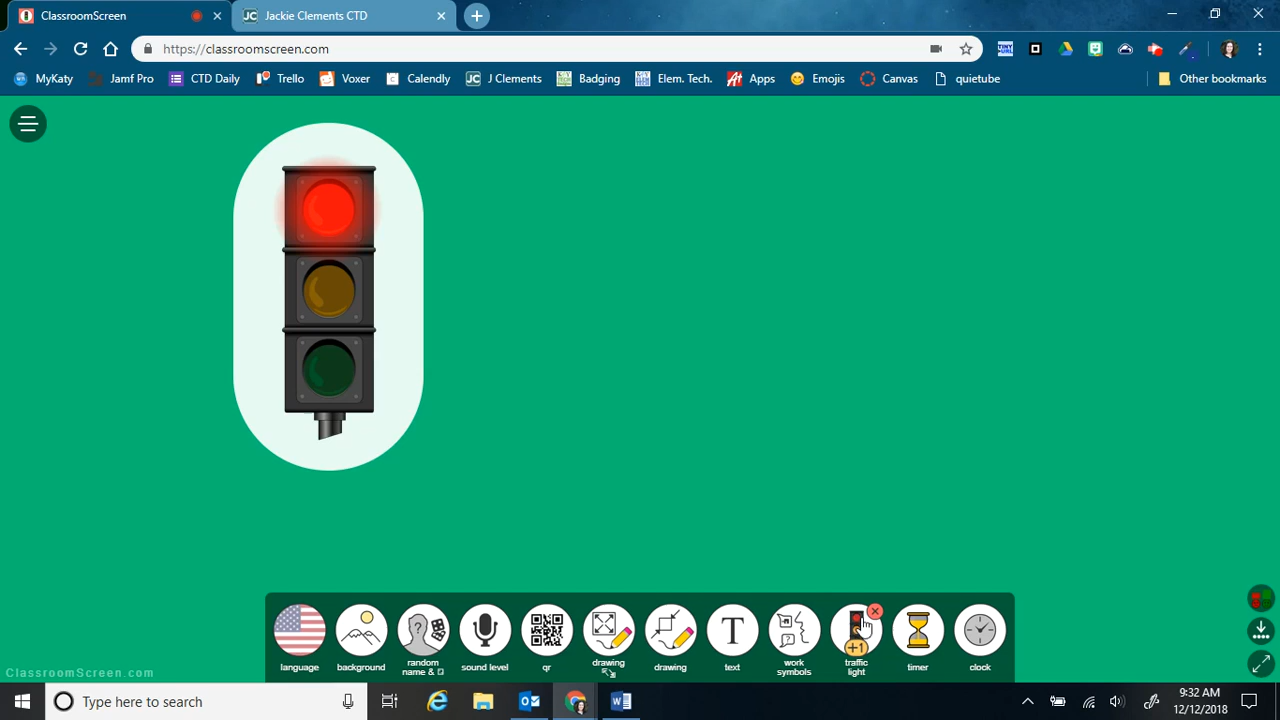 ClassroomScreen
Jackie Clements CTD
https://classroomscreen.com
MyKaty
Jamf Pro
CTD Daily
Trello
Voxer
Calendly
J Clements
Badging
Elem. Tech.
Apps
Emojis
Canvas
quietube
Other bookmarks
language
background
random name &
sound level
qr
drawing
drawing
text
work symbols
+1
traffic light
timer
clock
ClassroomScreen.com
Type here to search
9:32 AM
12/12/2018